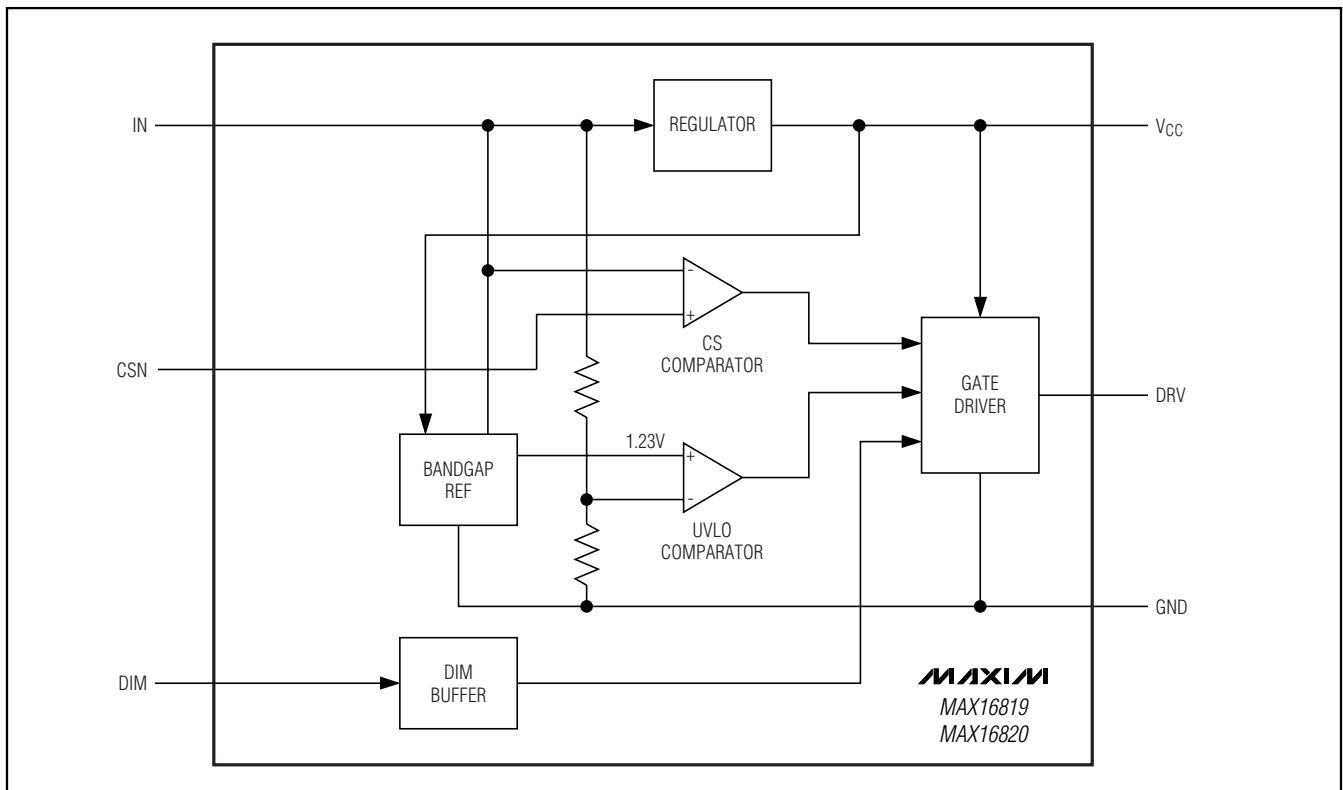 IN
REGULATOR
VCC
-
+
CS
COMPARATOR
CSN
GATE
DRIVER
DRV
1.23V
+
BANDGAP
REF
-
UVLO
COMPARATOR
GND
DIM
DIM
BUFFER
MAXIM
MAX16819
MAX16820